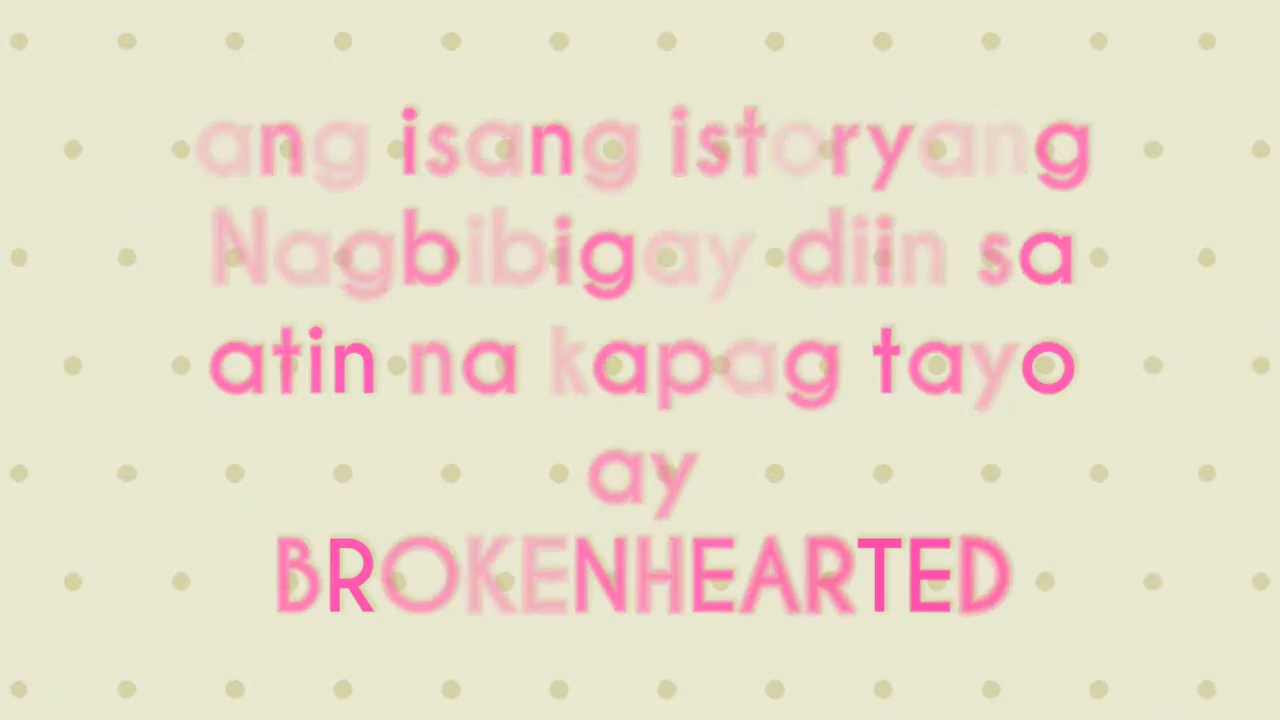 ang isang istoryang
Nagbibigay diin sa
atin na kapag tayo
ay
BROKENHEARTED